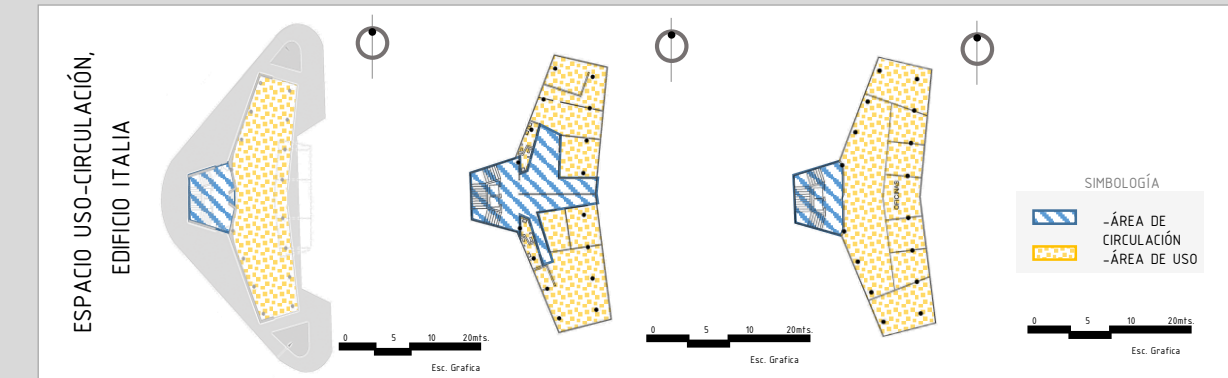 ESPACIO USO-CIRCULACIÓN,
EDIFICIO ITALIA
0 5 10 20mts.
Esc. Grafica
0 5 10 20mts.
Esc. Grafica
OFICINAS
SIMBOLOGÍA
-ÁREA DE
CIRCULACIÓN
-ÁREA DE USO
0 5 10 20mts.
Esc. Grafica